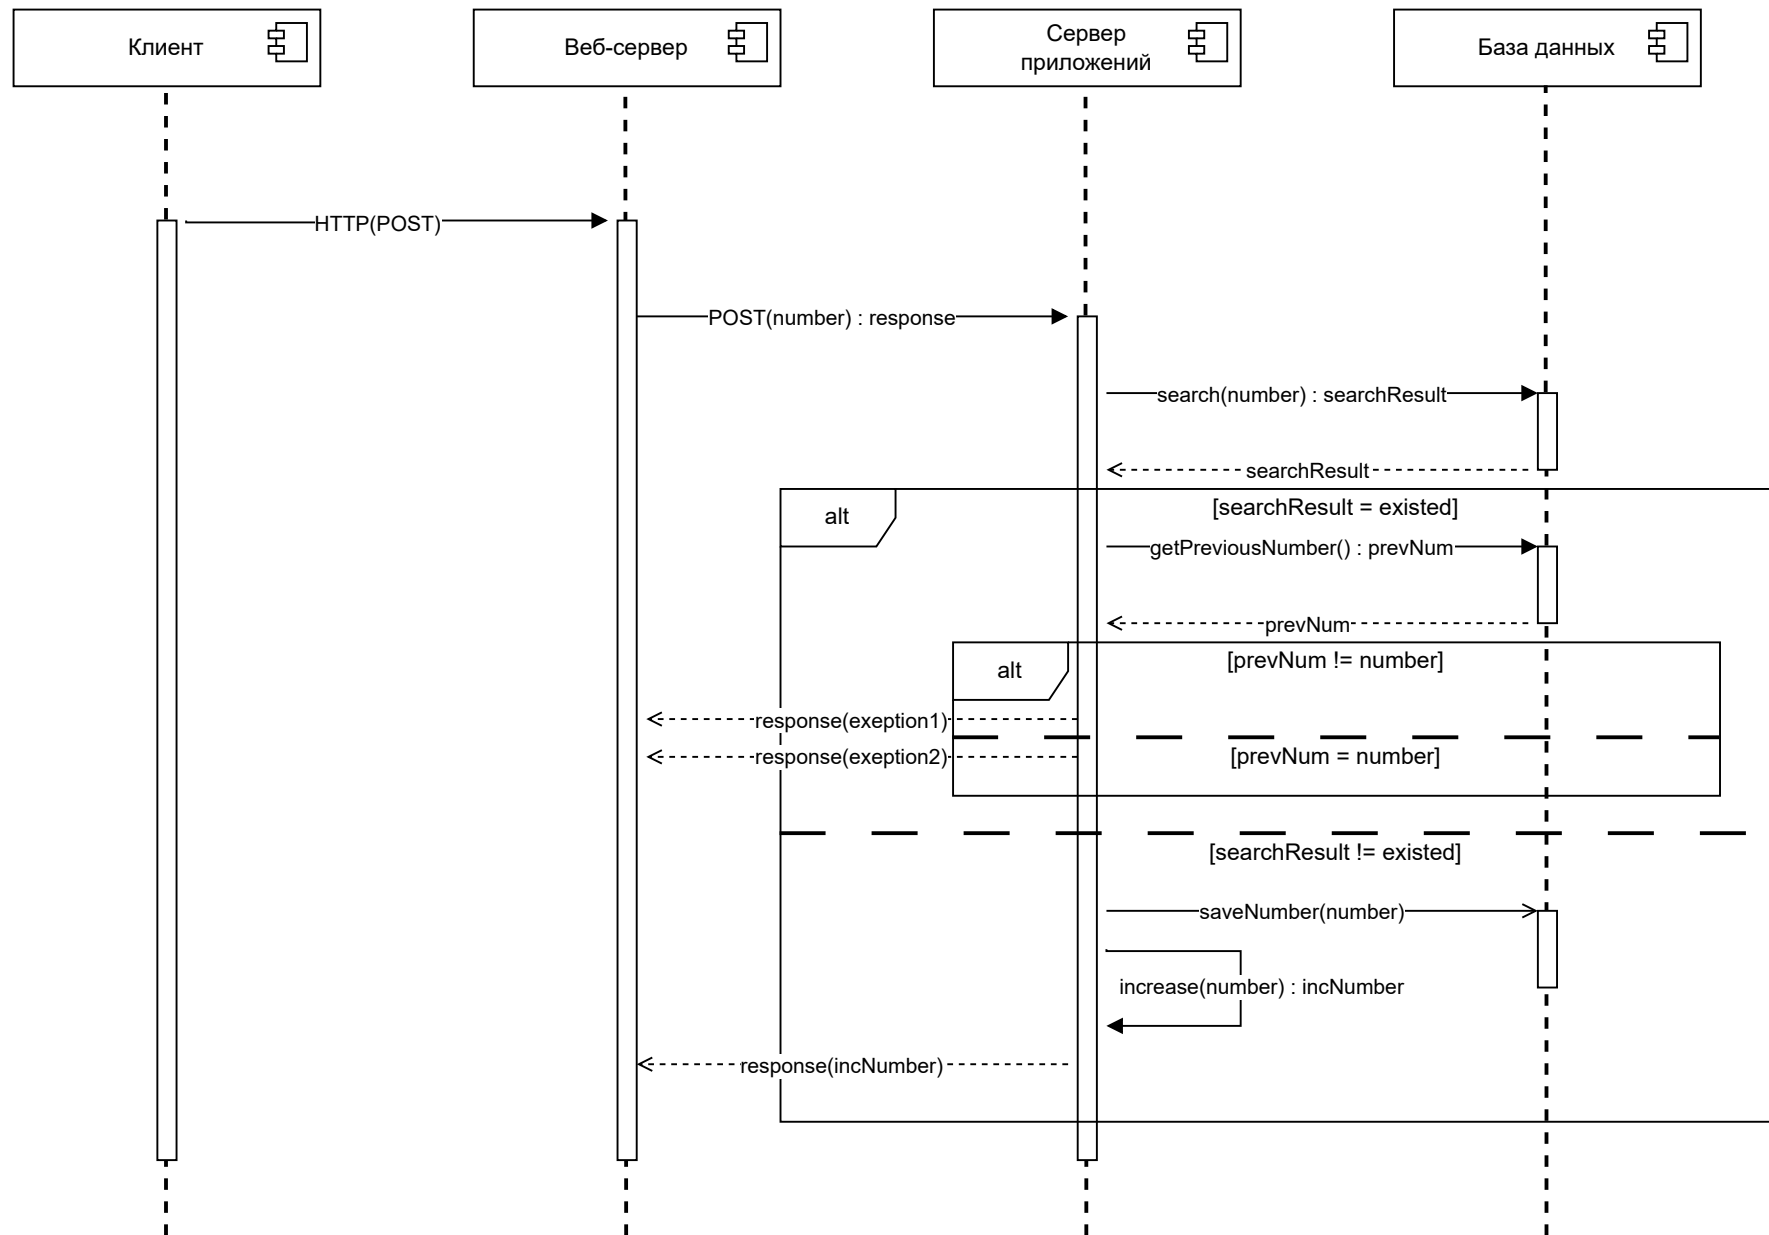 Клиент
Веб-сервер
Сервер
приложений
База данных
HTTP(POST)
POST(number) : response
search(number) : searchResult
searchResult
alt
[searchResult = existed]
getPreviousNumber() : prevNum
prevNum
alt
[prevNum != number]
response(exeption1)
response(exeption2)
[prevNum = number]
[searchResult != existed]
saveNumber(number)
increase(number) : incNumber
response(incNumber)